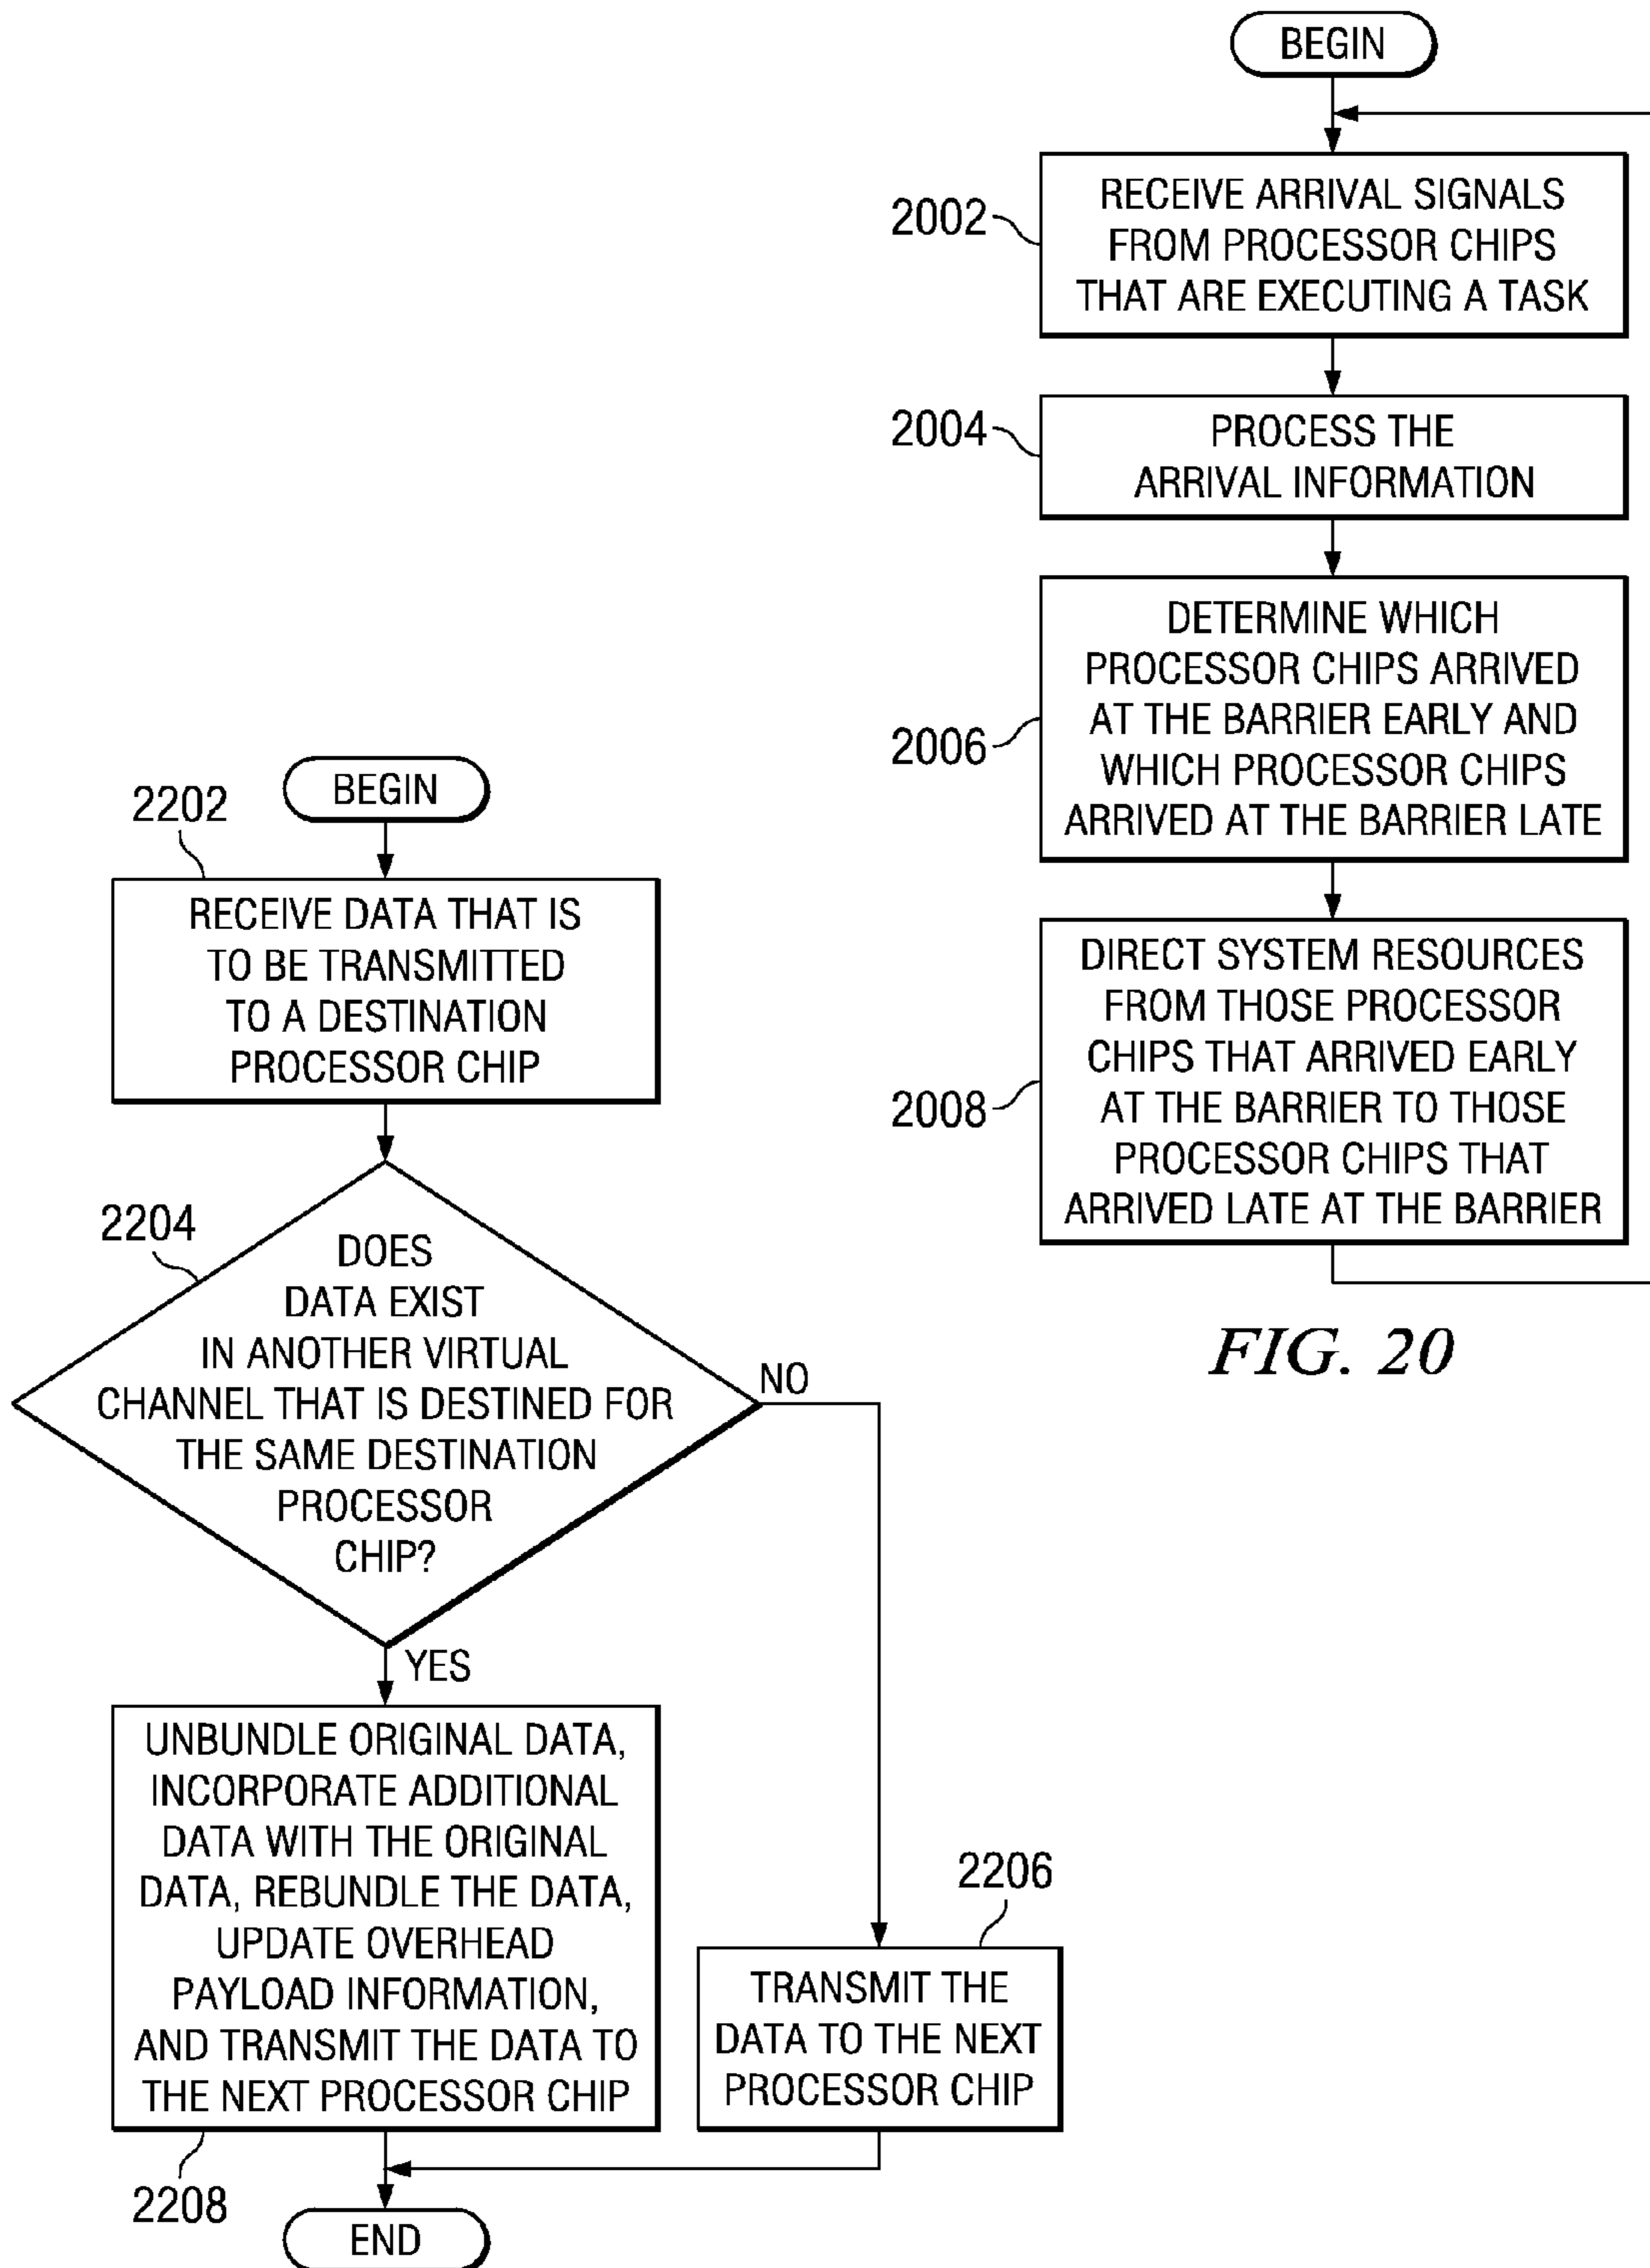 BEGIN
2002
RECEIVE ARRIVAL SIGNALS
FROM PROCESSOR CHIPS
THAT ARE EXECUTING A TASK
2004
PROCESS THE
ARRIVAL INFORMATION
2006
DETERMINE WHICH
PROCESSOR CHIPS ARRIVED
AT THE BARRIER EARLY AND
WHICH PROCESSOR CHIPS
ARRIVED AT THE BARRIER LATE
2008
DIRECT SYSTEM RESOURCES
FROM THOSE PROCESSOR
CHIPS THAT ARRIVED EARLY
AT THE BARRIER TO THOSE
PROCESSOR CHIPS THAT
ARRIVED LATE AT THE BARRIER
FIG. 20
BEGIN
2202
RECEIVE DATA THAT IS
TO BE TRANSMITTED
TO A DESTINATION
PROCESSOR CHIP
2204
DOES
DATA EXIST
IN ANOTHER VIRTUAL
CHANNEL THAT IS DESTINED FOR
THE SAME DESTINATION
PROCESSOR
CHIP?
NO
YES
UNBUNDLE ORIGINAL DATA,
INCORPORATE ADDITIONAL
DATA WITH THE ORIGINAL
DATA, REBUNDLE THE DATA,
UPDATE OVERHEAD
PAYLOAD INFORMATION,
AND TRANSMIT THE DATA TO
THE NEXT PROCESSOR CHIP
2208
2206
TRANSMIT THE
DATA TO THE NEXT
PROCESSOR CHIP
END